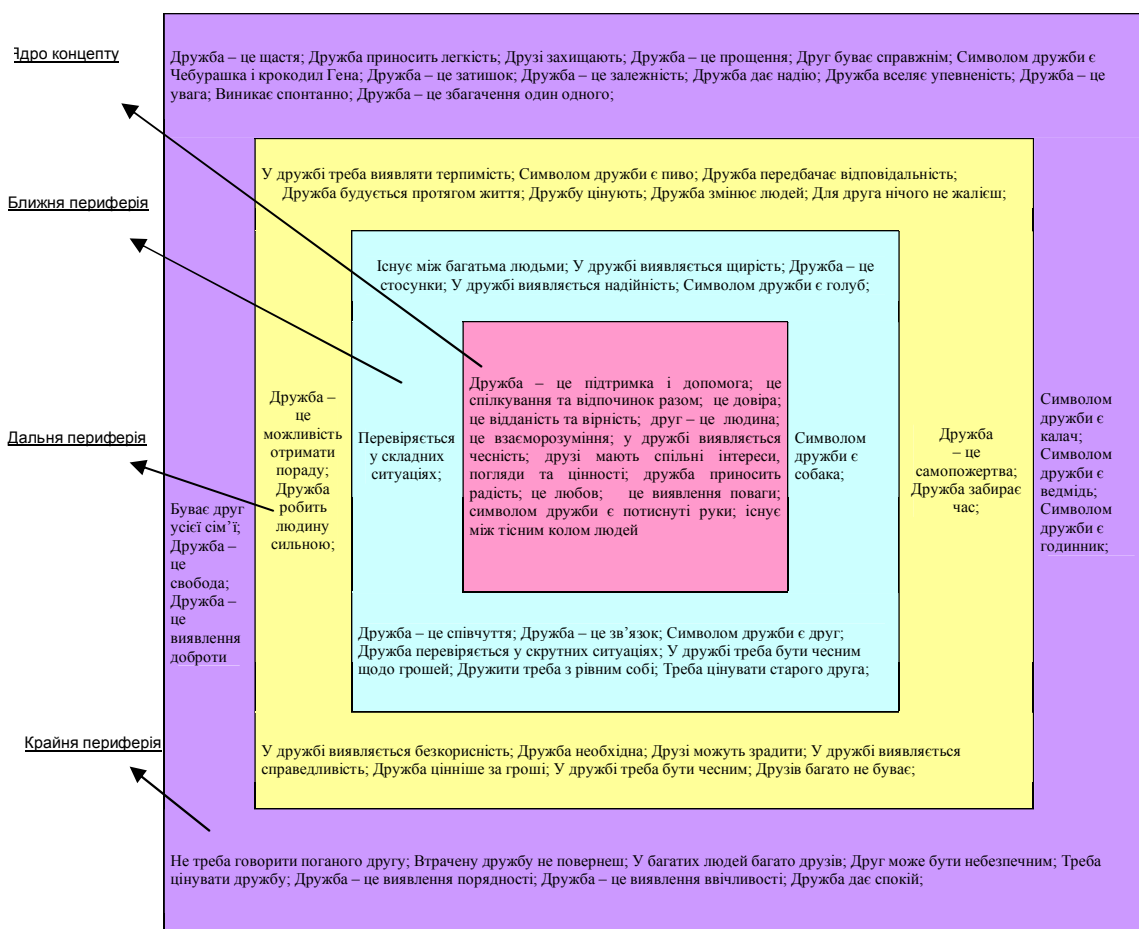 Ядро концепту
Дружба – це щастя; Дружба приносить легкість; Друзі захищають; Дружба – це прощення; Друг буває справжнім; Символом дружби є
Чебурашка і крокодил Гена; Дружба – це затишок; Дружба – це залежність; Дружба дає надію; Дружба вселяє упевненість; Дружба – це
увага; Виникає спонтанно; Дружба – це збагачення один одного;
У дружбі треба виявляти терпимість; Символом дружби є пиво; Дружба передбачає відповідальність;
Дружба будується протягом життя; Дружбу цінують; Дружба змінює людей; Для друга нічого не жалієш;
Ближня периферія
Існує між багатьма людьми; У дружбі виявляється щирість; Дружба – це
стосунки; У дружбі виявляється надійність; Символом дружби є голуб;
Дружба – це підтримка і допомога; це
спілкування та відпочинок разом; це довіра;
це відданість та вірність; друг – це людина;
це взаєморозуміння; у дружбі виявляється
чесність; друзі мають спільні інтереси,
погляди та цінності; дружба приносить
радість; це любов; це виявлення поваги;
символом дружби є потиснуті руки; існує
між тісним колом людей
Дружба –
це
можливість
отримати
пораду;
Дружба
робить
людину
сильною;
Перевіряється
у складних
ситуаціях;
Символом
дружби є
собака;
Дружба
– це
самопожертва;
Дружба забирає
час;
Символом
дружби є
калач;
Символом
дружби є
ведмідь;
Символом
дружби є
годинник;
Дальня периферія
Буває друг
усієї сім’ї;
Дружба –
це
свобода;
Дружба –
це
виявлення
доброти
Дружба – це співчуття; Дружба – це зв’язок; Символом дружби є друг;
Дружба перевіряється у скрутних ситуаціях; У дружбі треба бути чесним
щодо грошей; Дружити треба з рівним собі; Треба цінувати старого друга;
Крайня периферія
У дружбі виявляється безкорисність; Дружба необхідна; Друзі можуть зрадити; У дружбі виявляється
справедливість; Дружба цінніше за гроші; У дружбі треба бути чесним; Друзів багато не буває;
Не треба говорити поганого другу; Втрачену дружбу не повернеш; У багатих людей багато друзів; Друг може бути небезпечним; Треба
цінувати дружбу; Дружба – це виявлення порядності; Дружба – це виявлення ввічливості; Дружба дає спокій;